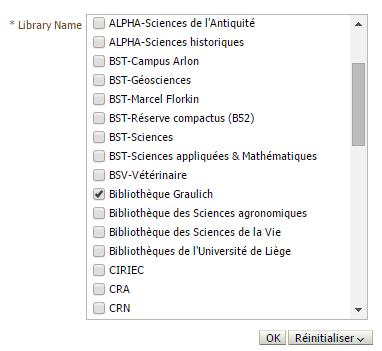 * Library Name
ALPHA-Sciences de l'Antiquité
ALPHA-Sciences historiques
BST-Campus Arlon
BST-Géosciences
BST-Marcel Florkin
BST-Réserve compactus (B52)
BST-Sciences
BST-Sciences appliquées & Mathématiques
BSV-Vétérinaire
Bibliothèque Graulich
Bibliothèque des Sciences agronomiques
Bibliothèque des Sciences de la Vie
Bibliothèques de l'Université de Liège
CIRIEC
CRA
CRN
OK Réinitialiser